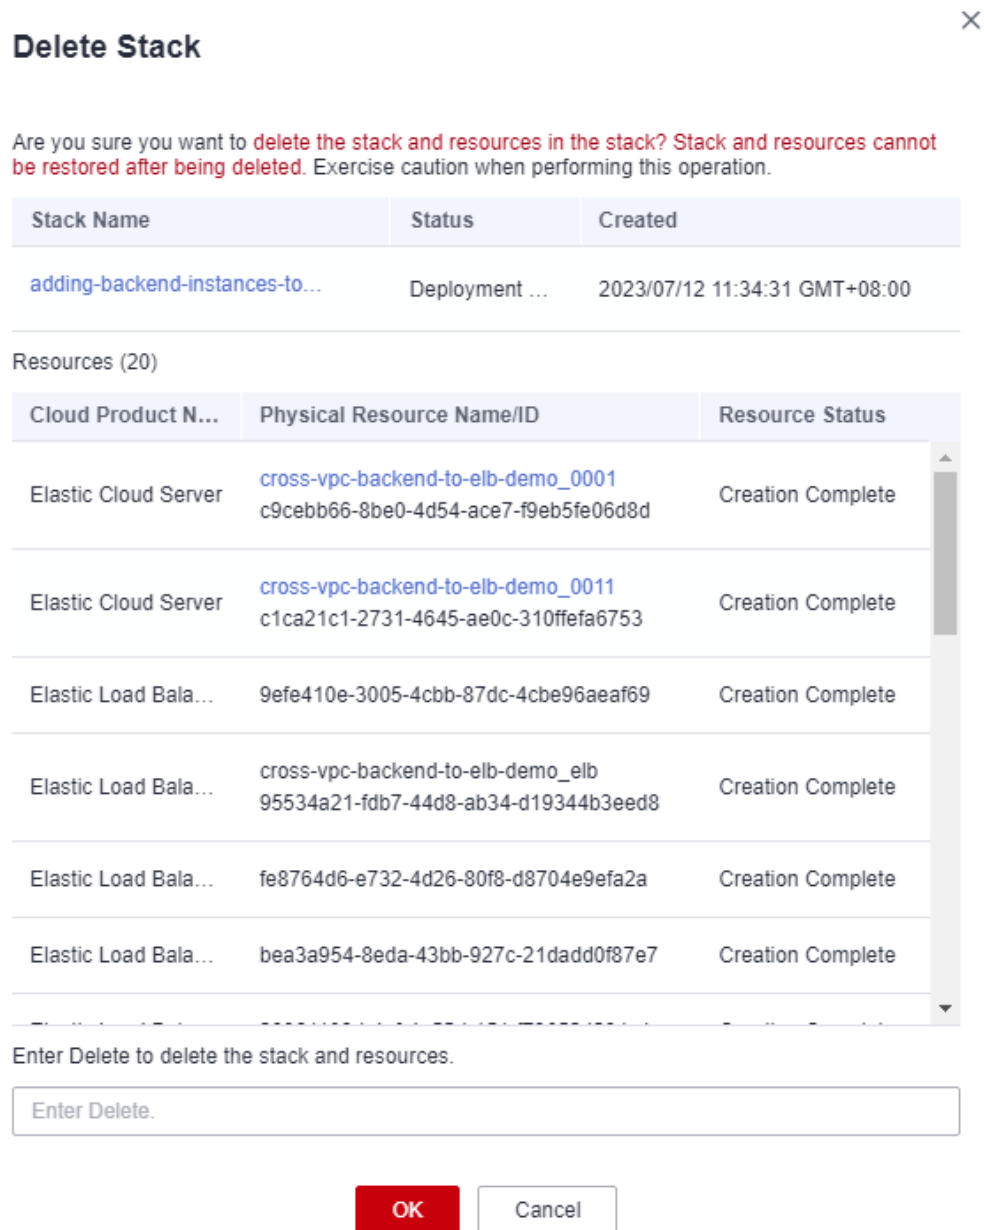 Delete Stack
Are you sure you want to delete the stack and resources in the stack? Stack and resources cannot
be restored after being deleted. Exercise caution when performing this operation.
Stack Name Status Created
adding-backend-instances-to... Deployment ... 2023/07/12 11:34:31 GMT+08:00
Resources (20)
Cloud Product N... Physical Resource Name/ID Resource Status
cross-vpc-backend-to-elb-demo_0001
Elastic Cloud Server Creation Complete
c9cebb66-8be0-4d54-ace7-f9eb5fe06d8d
cross-vpc-backend-to-elb-demo_0011
Elastic Cloud Server Creation Complete
c1ca21c1-2731-4645-ae0c-310ffefa6753
Elastic Load Bala... 9efe410e-3005-4cbb-87dc-4cbe96aeaf69 Creation Complete
cross-vpc-backend-to-elb-demo_elb
Elastic Load Bala... Creation Complete
95534a21-fdb7-44d8-ab34-d19344b3eed8
Elastic Load Bala... fe8764d6-e732-4d26-80f8-d8704e9efa2a Creation Complete
Elastic Load Bala... bea3a954-8eda-43bb-927c-21dadd0f87e7 Creation Complete
Enter Delete to delete the stack and resources.
Enter Delete.
OK Cancel